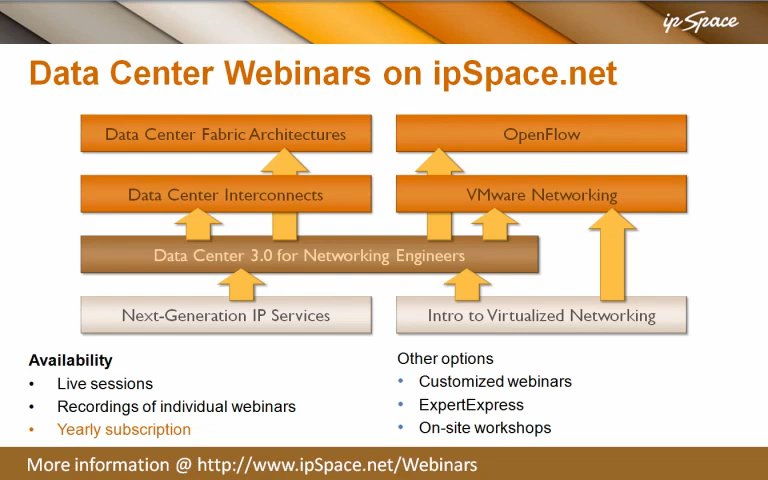 ip Space
Data Center Webinars on ipSpace.net
Data Center Fabric Architectures
OpenFlow
Data Center Interconnects
VMware Networking
Data Center 3.0 for Networking Engineers
Next-Generation IP Services
Intro to Virtualized Networking
Availability
• Live sessions
• Recordings of individual webinars
• Yearly subscription
Other options
• Customized webinars
• ExpertExpress
• On-site workshops
More information @ http://www.ipSpace.net/Webinars